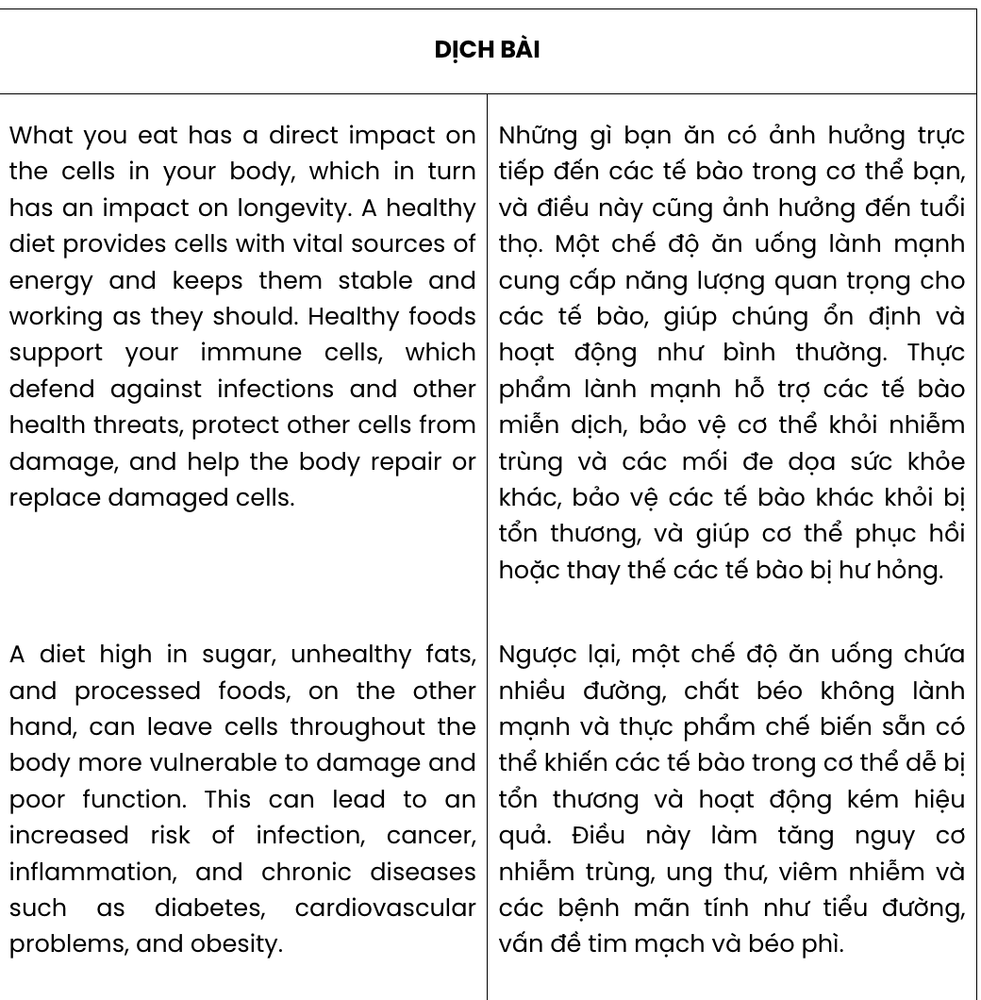 DỊCH BÀI
What you eat has a direct impact on
the cells in your body, which in turn
has an impact on longevity. A healthy
diet provides cells with vital sources of
energy and keeps them stable and
working as they should. Healthy foods
support your immune cells, which
defend against infections and other
health threats, protect other cells from
damage, and help the body repair or
replace damaged cells.
Những gì bạn ăn có ảnh hưởng trực
tiếp đến các tế bào trong cơ thể bạn,
và điều này cũng ảnh hưởng đến tuổi
thọ. Một chế độ ăn uống lành mạnh
cung cấp năng lượng quan trọng cho
các tế bào, giúp chúng ổn định và
hoạt động như bình thường. Thực
phẩm lành mạnh hỗ trợ các tế bào
miễn dịch, bảo vệ cơ thể khỏi nhiễm
trùng và các mối đe dọa sức khỏe
khác, bảo vệ các tế bào khác khỏi bị
tổn thương, và giúp cơ thể phục hồi
hoặc thay thế các tế bào bị hư hỏng.
A diet high in sugar, unhealthy fats,
and processed foods, on the other
hand, can leave cells throughout the
body more vulnerable to damage and
poor function. This can lead to an
increased risk of infection, cancer,
inflammation, and chronic diseases
such as diabetes, cardiovascular
problems, and obesity.
Ngược lại, một chế độ ăn uống chứa
nhiều đường, chất béo không lành
mạnh và thực phẩm chế biến sẵn có
thể khiến các tế bào trong cơ thể dễ bị
tổn thương và hoạt động kém hiệu
quả. Điều này làm tăng nguy cơ
nhiễm trùng, ung thư, viêm nhiễm và
các bệnh mãn tính như tiểu đường,
vấn đề tim mạch và béo phì.